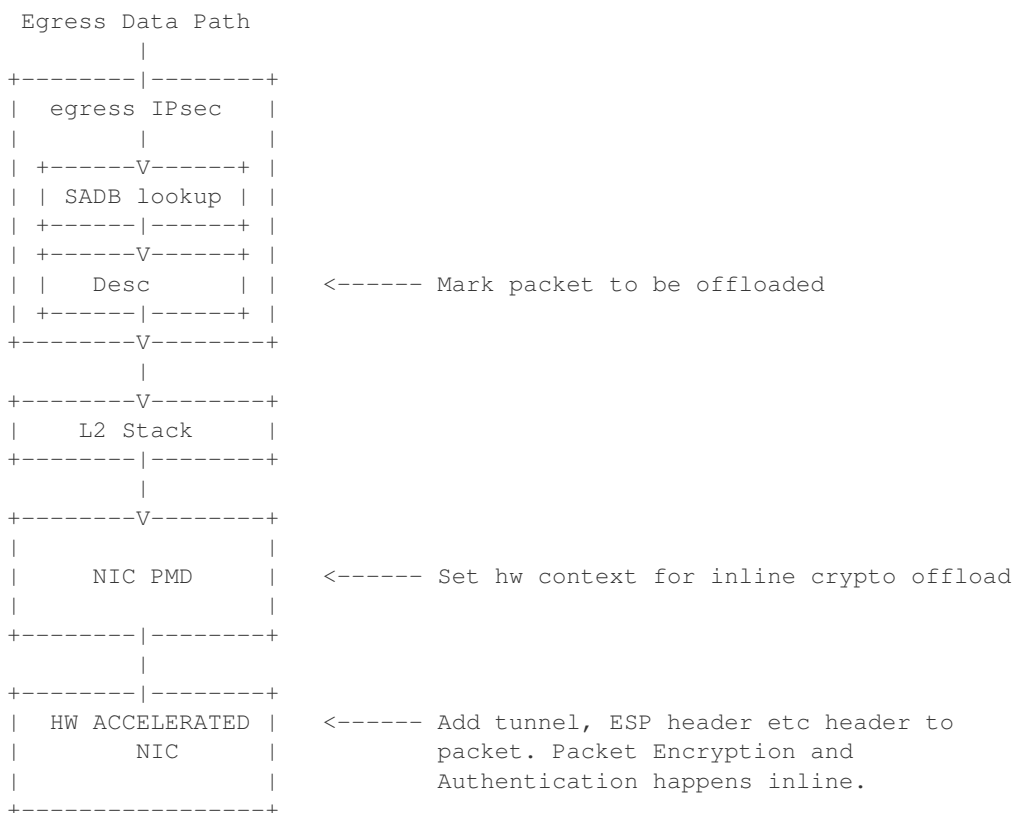 Egress Data Path
egress IPsec
SADB lookup
Desc <------ Mark packet to be offloaded
L2 Stack
NIC PMD <------ Set hw context for inline crypto offload
HW ACCELERATED <------ Add tunnel, ESP header etc header to
NIC packet. Packet Encryption and
Authentication happens inline.